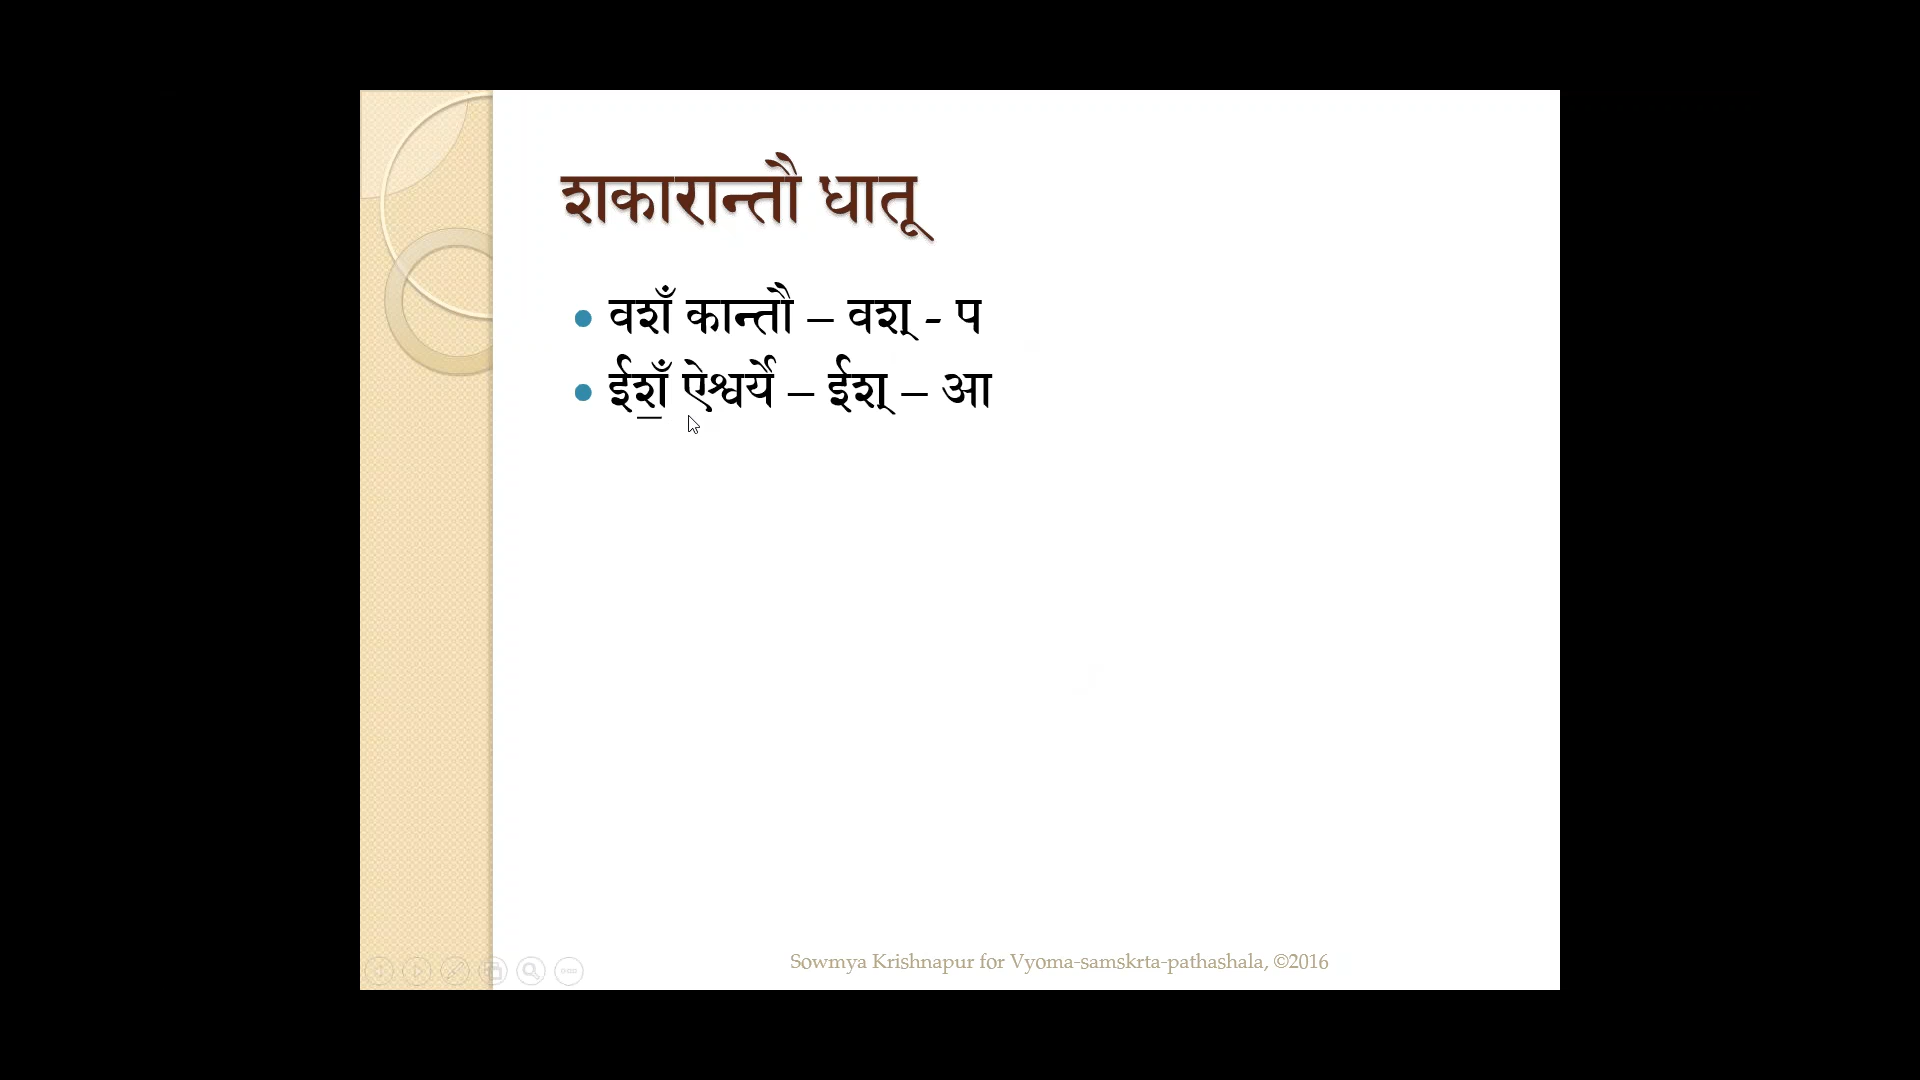 शकारान्तौ धातू
वशँ कान्तौ – वश् - प
ईश॒ँ ऐश्वर्ये – ईश् – आ
Sowmya Krishnapur for Vyoma-samskrta-pathashala, ©2016